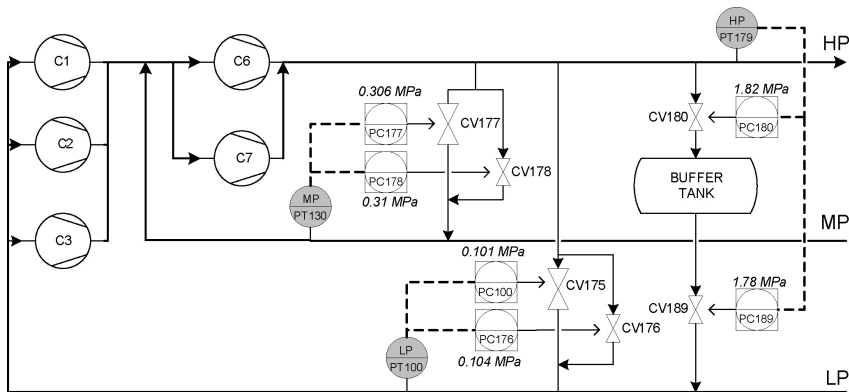 HP
PT179
HP
C1
C6
0.306 MPa
1.82 MPa
PC177
CV177
CV180
PC180
C2
C7
PC178
CV178
BUFFER
TANK
0.31 MPa
MP
PT130
MP
C3
0.101 MPa
1.78 MPa
PC100
CV175
CV189
PC189
PC176
CV176
0.104 MPa
LP
PT100
LP